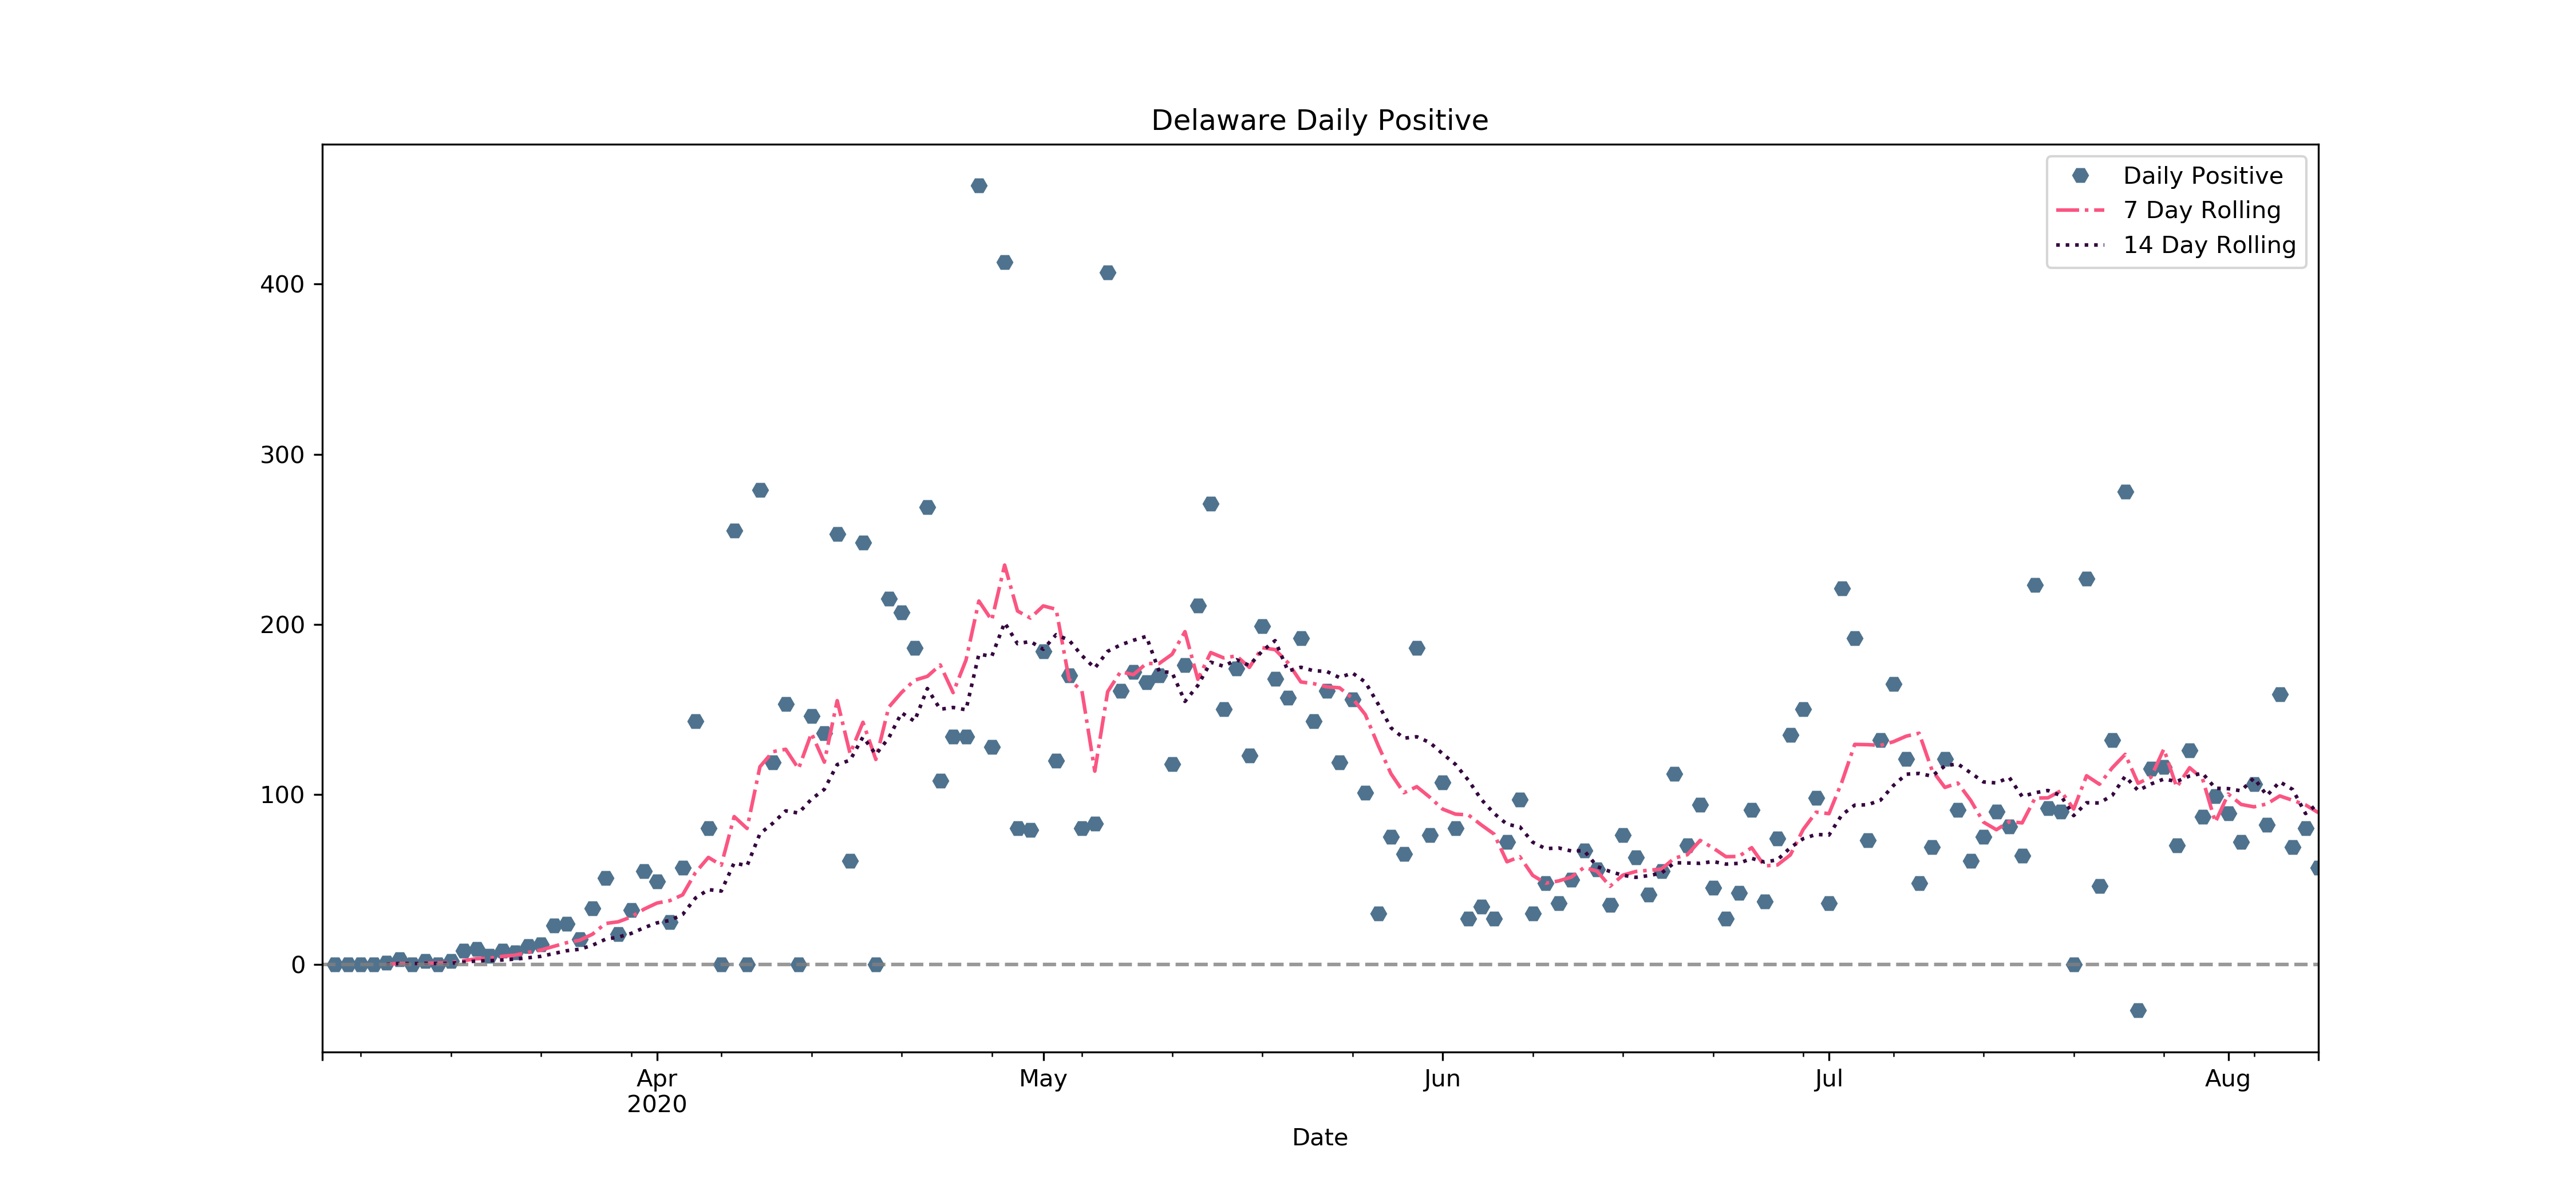 Delaware Daily Positive
Daily Positive
7 Day Rolling
14 Day Rolling
400
300
200
100
0
Apr
2020
May
Jun
Jul
Aug
Date